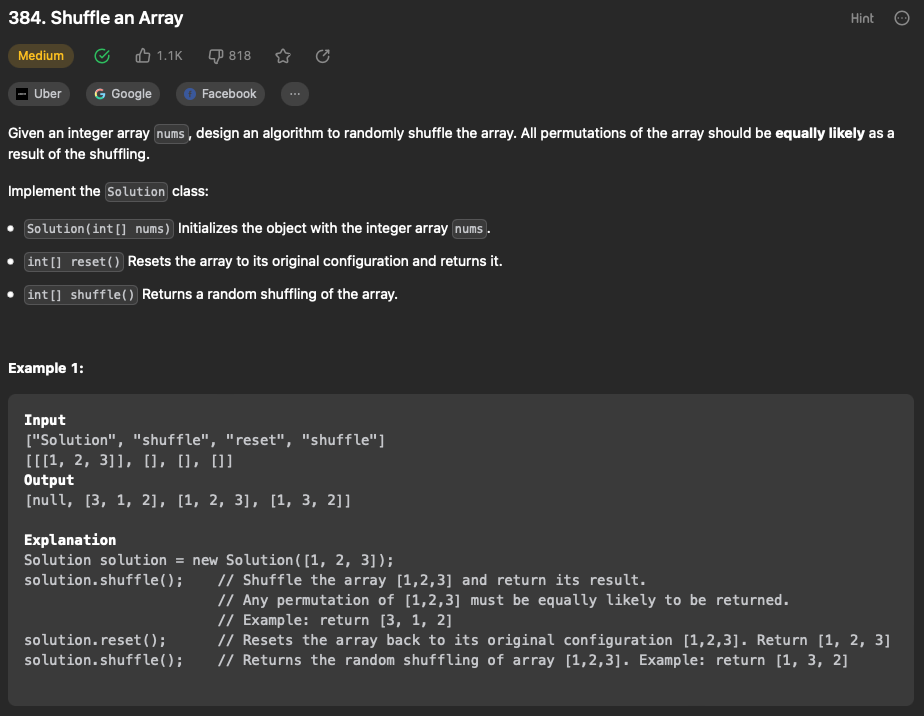 384. Shuffle an Array
Hint
Medium
1.1K
818
Uber
Google
Facebook
Given an integer array nums, design an algorithm to randomly shuffle the array. All permutations of the array should be equally likely as a
result of the shuffling.
Implement the Solution class:
• Solution(int[] nums) Initializes the object with the integer array nums.
• int[] reset() Resets the array to its original configuration and returns it.
• int[] shuffle() Returns a random shuffling of the array.
Example 1:
Input
["Solution", "shuffle", "reset", "shuffle"]
[[[1, 2, 3]], [], [], []]
Output
[null, [3, 1, 2], [1, 2, 3], [1, 3, 2]]
Explanation
Solution solution = new Solution([1, 2, 3]);
solution.shuffle();    // Shuffle the array [1,2,3] and return its result.
                       // Any permutation of [1,2,3] must be equally likely to be returned.
                       // Example: return [3, 1, 2]
solution.reset();      // Resets the array back to its original configuration [1,2,3]. Return [1, 2, 3]
solution.shuffle();    // Returns the random shuffling of array [1,2,3]. Example: return [1, 3, 2]